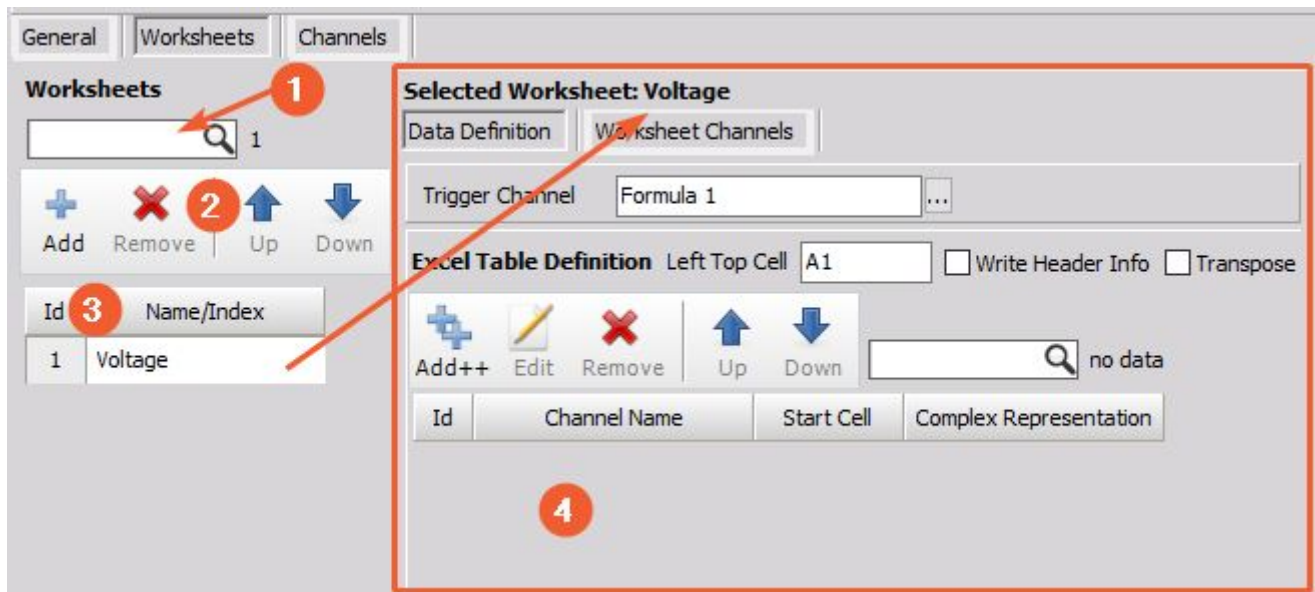 General Worksheets Channels
Worksheets
1
1
Add Remove Up Down
2
Id Name/Index
3
1 Voltage
Selected Worksheet: Voltage
Data Definition Worksheet Channels
Trigger Channel Formula 1 ...
Excel Table Definition Left Top Cell A1 Write Header Info Transpose
Add++ Edit Remove Up Down no data
Id Channel Name Start Cell Complex Representation
4